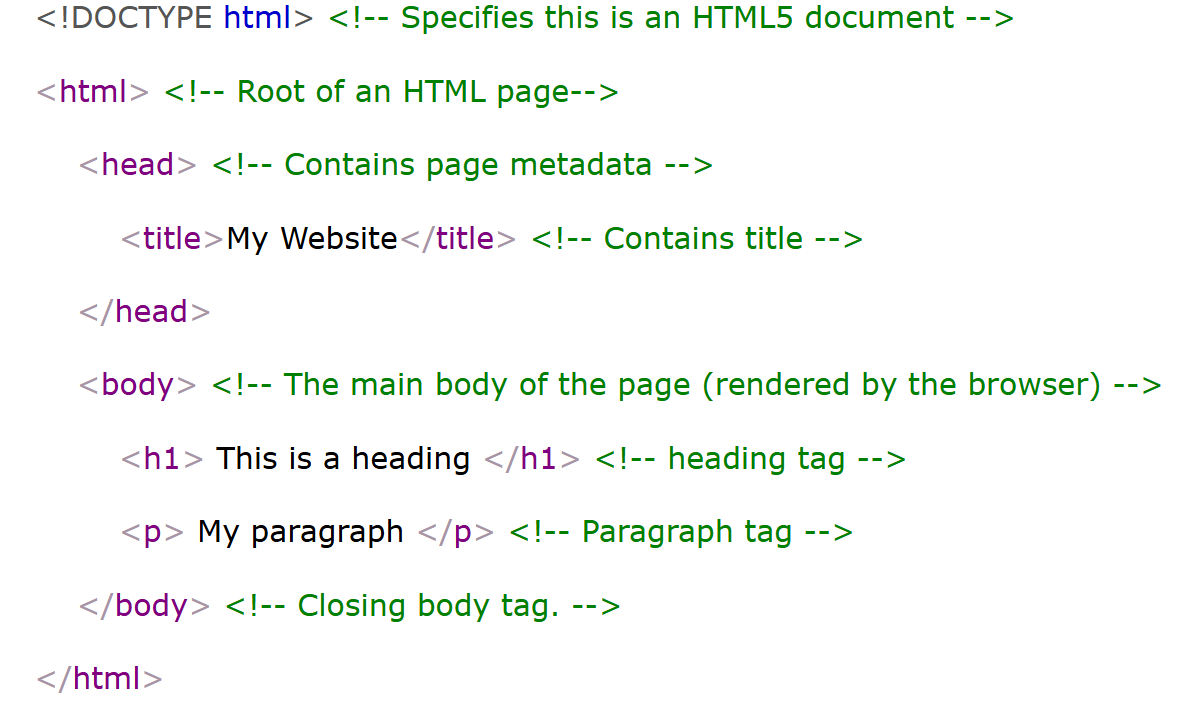 <!DOCTYPE html> <!-- Specifies this is an HTML5 document -->
<html> <!-- Root of an HTML page-->
<head> <!-- Contains page metadata -->
<title>My Website</title> <!-- Contains title -->
</head>
<body> <!-- The main body of the page (rendered by the browser) -->
<h1> This is a heading </h1> <!-- heading tag -->
<p> My paragraph </p> <!-- Paragraph tag -->
</body> <!-- Closing body tag. -->
</html>